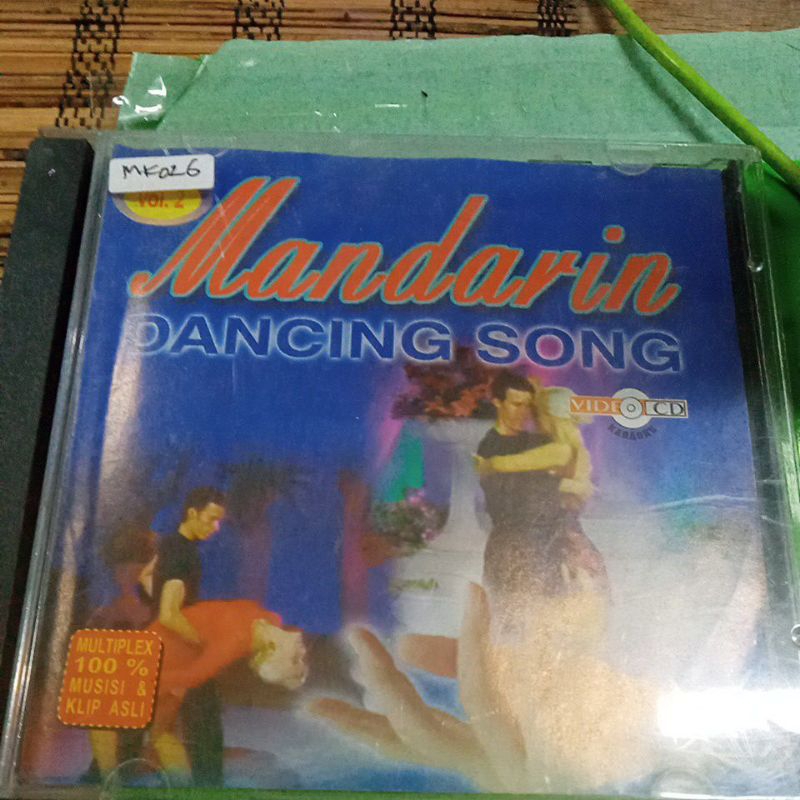 MK026
Vol. 2
Mandarin
DANCING SONG
VIDEO CD
KARAOKE
MULTIPLEX
100 %
MUSISI &
KLIP ASLI